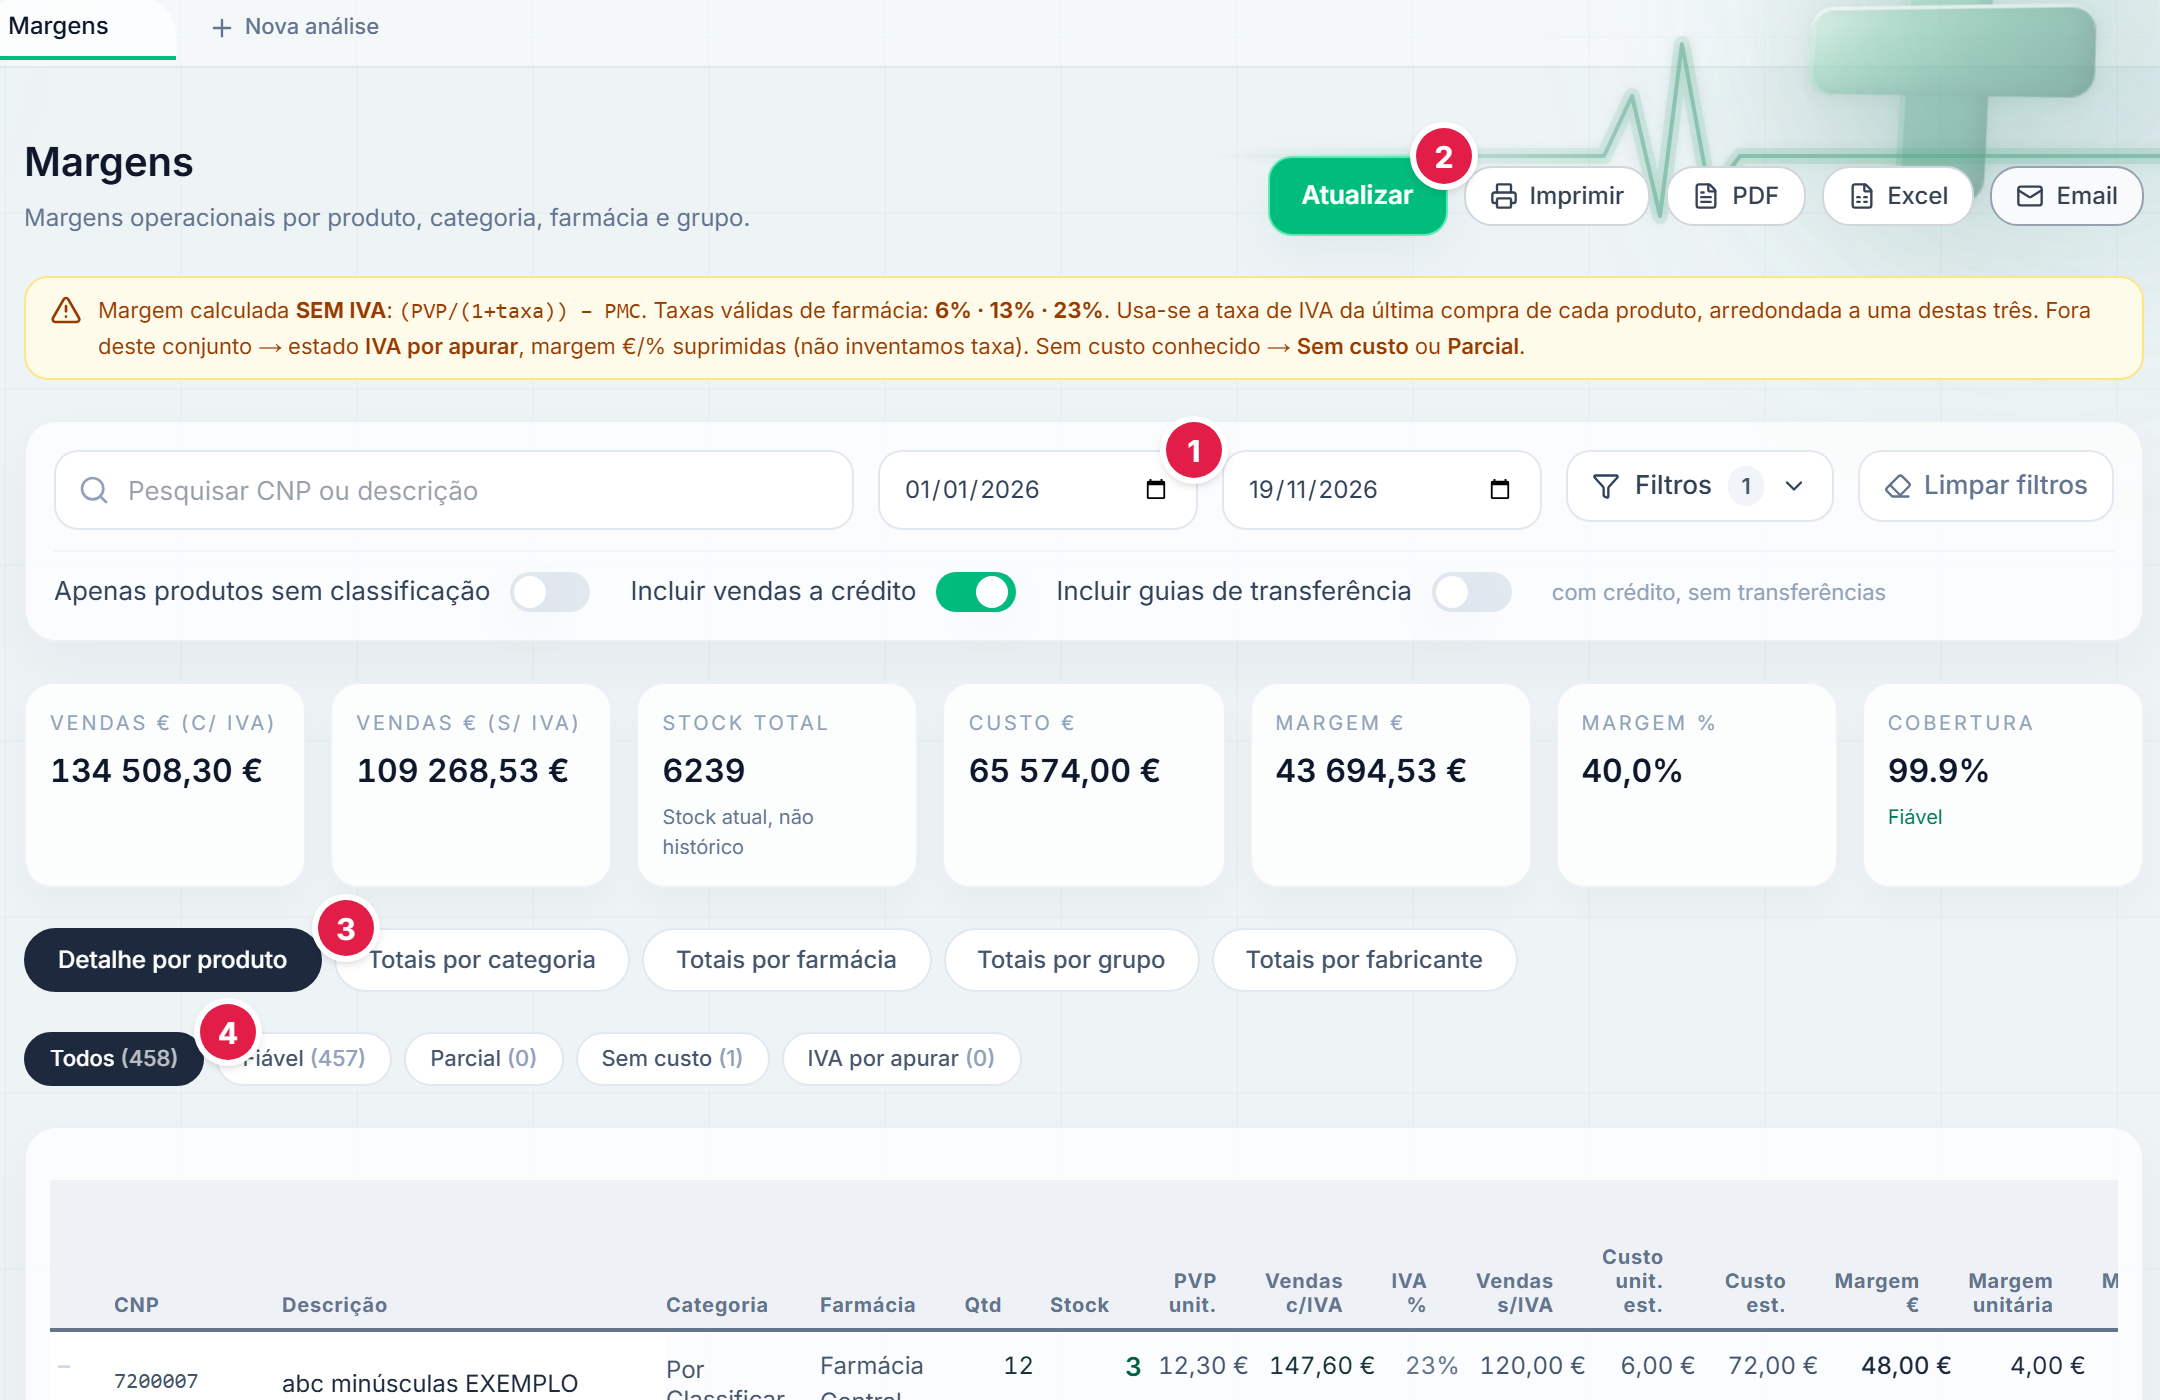 Margens
Nova análise
Margens
Margens operacionais por produto, categoria, farmácia e grupo.
Atualizar
2
Imprimir
PDF
Excel
Email
Margem calculada SEM IVA: (PVP/(1+taxa)) − PMC. Taxas válidas de farmácia: 6% · 13% · 23%. Usa-se a taxa de IVA da última compra de cada produto, arredondada a uma destas três. Fora
deste conjunto → estado IVA por apurar, margem €/% suprimidas (não inventamos taxa). Sem custo conhecido → Sem custo ou Parcial.
Pesquisar CNP ou descrição
01/01/2026
1
19/11/2026
Filtros 1
Limpar filtros
Apenas produtos sem classificação
Incluir vendas a crédito
Incluir guias de transferência
com crédito, sem transferências
VENDAS € (C/ IVA)
134 508,30 €
VENDAS € (S/ IVA)
109 268,53 €
STOCK TOTAL
6239
Stock atual, não
histórico
CUSTO €
65 574,00 €
MARGEM €
43 694,53 €
MARGEM %
40,0%
COBERTURA
99.9%
Fiável
Detalhe por produto
3
Totais por categoria
Totais por farmácia
Totais por grupo
Totais por fabricante
Todos (458)
4
Fiável (457)
Parcial (0)
Sem custo (1)
IVA por apurar (0)
CNP
Descrição
Categoria
Farmácia
Qtd
Stock
PVP
unit.
Vendas
c/IVA
IVA
%
Vendas
s/IVA
Custo
unit.
est.
Custo
est.
Margem
€
Margem
unitária
M
–
7200007
abc minúsculas EXEMPLO
Por
Classificar
Farmácia
Central
12
3
12,30 €
147,60 €
23%
120,00 €
6,00 €
72,00 €
48,00 €
4,00 €